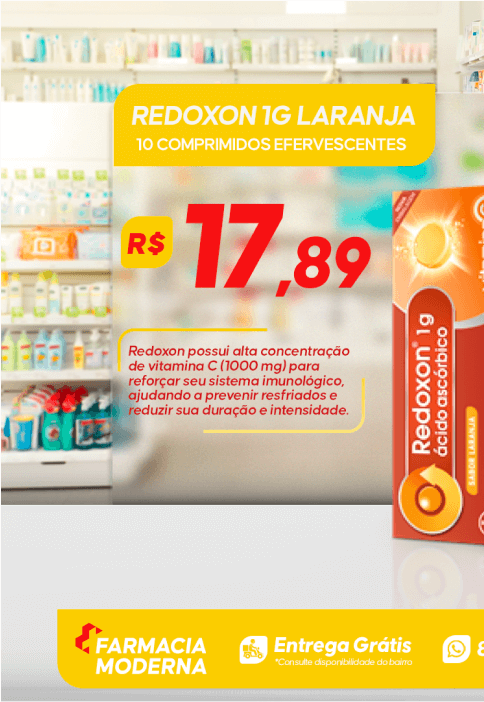 REDOXON 1G LARANJA
10 COMPRIMIDOS EFERVESCENTES
R$ 17,89
Redoxon possui alta concentração
de vitamina C (1000 mg) para
reforçar seu sistema imunológico,
ajudando a prevenir resfriados e
reduzir sua duração e intensidade.
Redoxon® 1g
ácido ascórbico
SABOR LARANJA
FARMACIA
MODERNA
Entrega Grátis
*Consulte disponibilidade do bairro